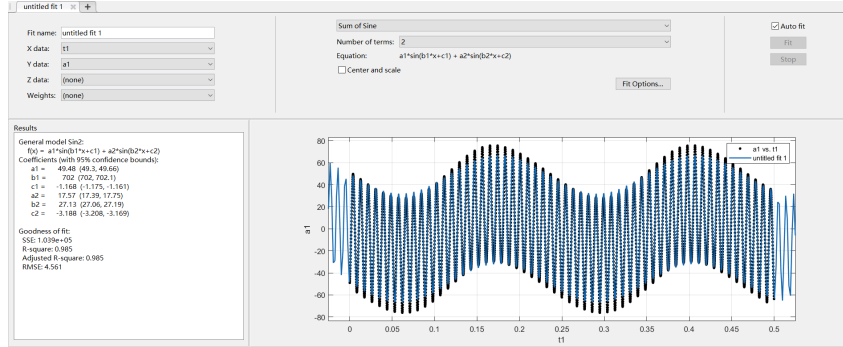 untitled fit 1 × +
Fit name: untitled fit 1
X data: t1
Y data: a1
Z data: (none)
Weights: (none)
Sum of Sine
Number of terms: 2
Equation: a1*sin(b1*x+c1) + a2*sin(b2*x+c2)
Center and scale
Fit Options...
Auto fit
Fit
Stop
Results
General model Sin2:
f(x) = a1*sin(b1*x+c1) + a2*sin(b2*x+c2)
Coefficients (with 95% confidence bounds):
a1 = 49.48 (49.3, 49.66)
b1 = 702 (702, 702.1)
c1 = -1.168 (-1.175, -1.161)
a2 = 17.57 (17.39, 17.75)
b2 = 27.13 (27.06, 27.19)
c2 = -3.188 (-3.208, -3.169)
Goodness of fit:
SSE: 1.039e+05
R-square: 0.985
Adjusted R-square: 0.985
RMSE: 4.561
a1 vs. t1
untitled fit 1
80
60
40
20
0
-20
-40
-60
-80
a1
0 0.05 0.1 0.15 0.2 0.25 0.3 0.35 0.4 0.45 0.5
t1